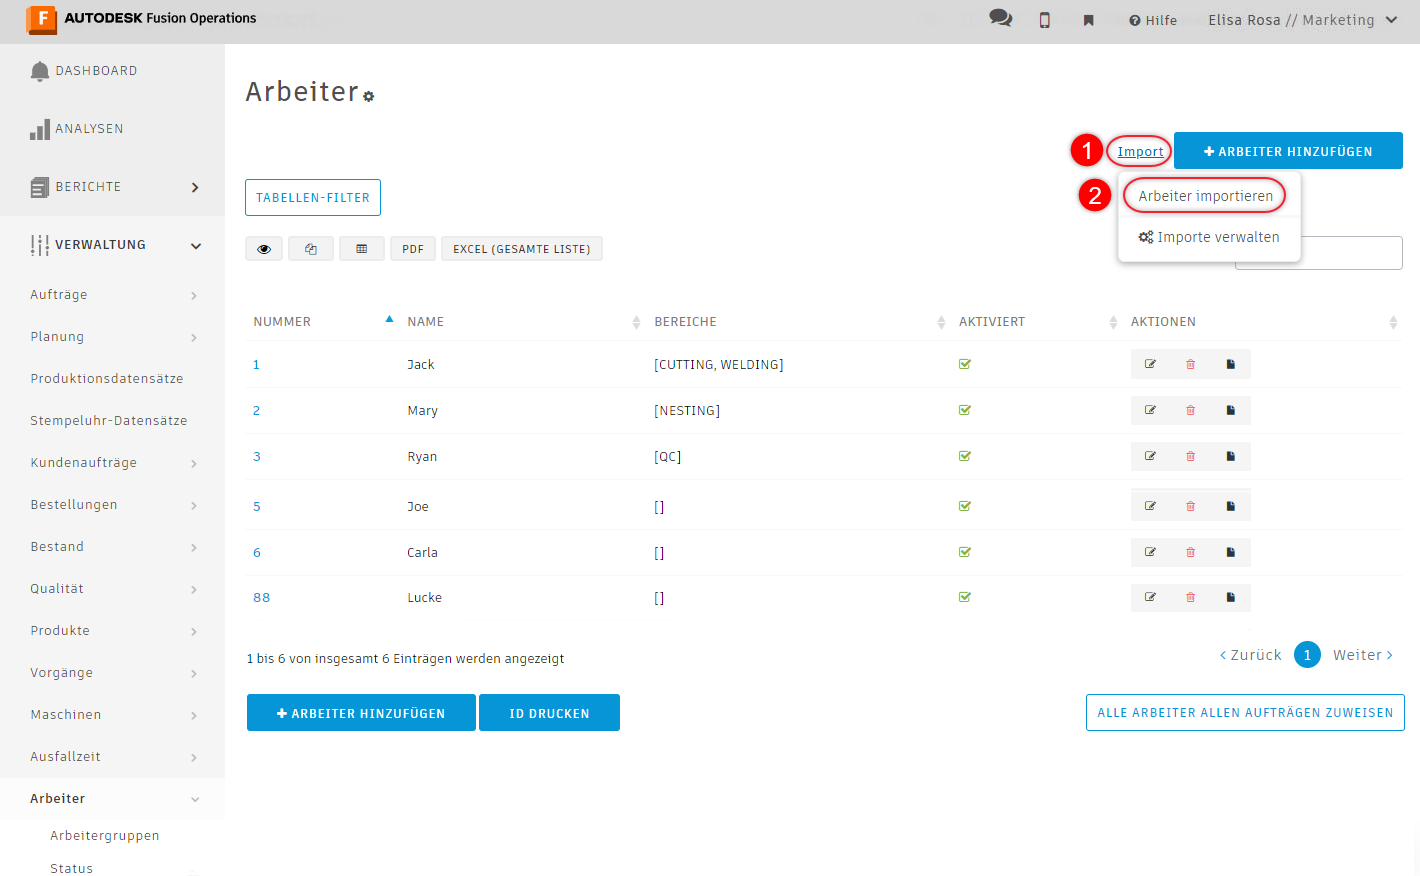 AUTODESK Fusion Operations
Hilfe
Elisa Rosa // Marketing
DASHBOARD
ANALYSEN
BERICHTE
VERWALTUNG
Aufträge
Planung
Produktionsdatensätze
Stempeluhr-Datensätze
Kundenaufträge
Bestellungen
Bestand
Qualität
Produkte
Vorgänge
Maschinen
Ausfallzeit
Arbeiter
Arbeitergruppen
Status
Arbeiter
1 Import
ARBEITER HINZUFÜGEN
2 Arbeiter importieren
Importe verwalten
TABELLEN-FILTER
PDF EXCEL (GESAMTE LISTE)
NUMMER NAME BEREICHE AKTIVIERT AKTIONEN
1 Jack [CUTTING, WELDING]
2 Mary [NESTING]
3 Ryan [QC]
5 Joe []
6 Carla []
88 Lucke []
1 bis 6 von insgesamt 6 Einträgen werden angezeigt
Zurück 1 Weiter
ARBEITER HINZUFÜGEN
ID DRUCKEN
ALLE ARBEITER ALLEN AUFTRÄGEN ZUWEISEN